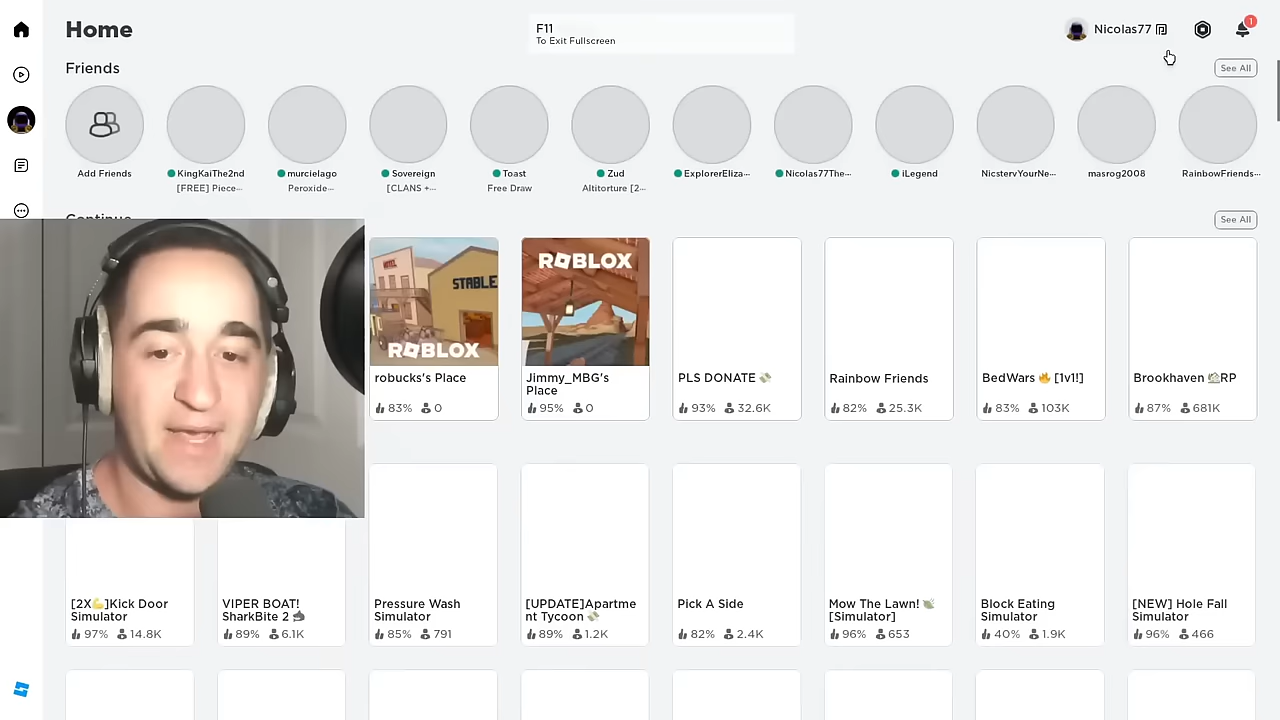 Home
F11
To Exit Fullscreen
Nicolas77
1
Friends
See All
Add Friends
KingKaiThe2nd
[FREE] Piece...
murcielago
Peroxide...
Sovereign
[CLANS +...
Toast
Free Draw
Zud
Altitorture [2...
ExplorerEliza...
Nicolas77The...
iLegend
NicstervYourNe...
masrog2008
RainbowFriends...
Continue
See All
HOTEL
STABLE
ROBLOX
robucks's Place
83% 0
ROBLOX
Jimmy_MBG's
Place
95% 0
PLS DONATE 💸
93% 32.6K
Rainbow Friends
82% 25.3K
BedWars 🔥 [1v1!]
83% 103K
Brookhaven 🏡RP
87% 681K
[2X💪]Kick Door
Simulator
97% 14.8K
VIPER BOAT!
SharkBite 2 🦈
89% 6.1K
Pressure Wash
Simulator
85% 791
[UPDATE]Apartme
nt Tycoon 💸
89% 1.2K
Pick A Side
82% 2.4K
Mow The Lawn! 🌿
[Simulator]
96% 653
Block Eating
Simulator
40% 1.9K
[NEW] Hole Fall
Simulator
96% 466